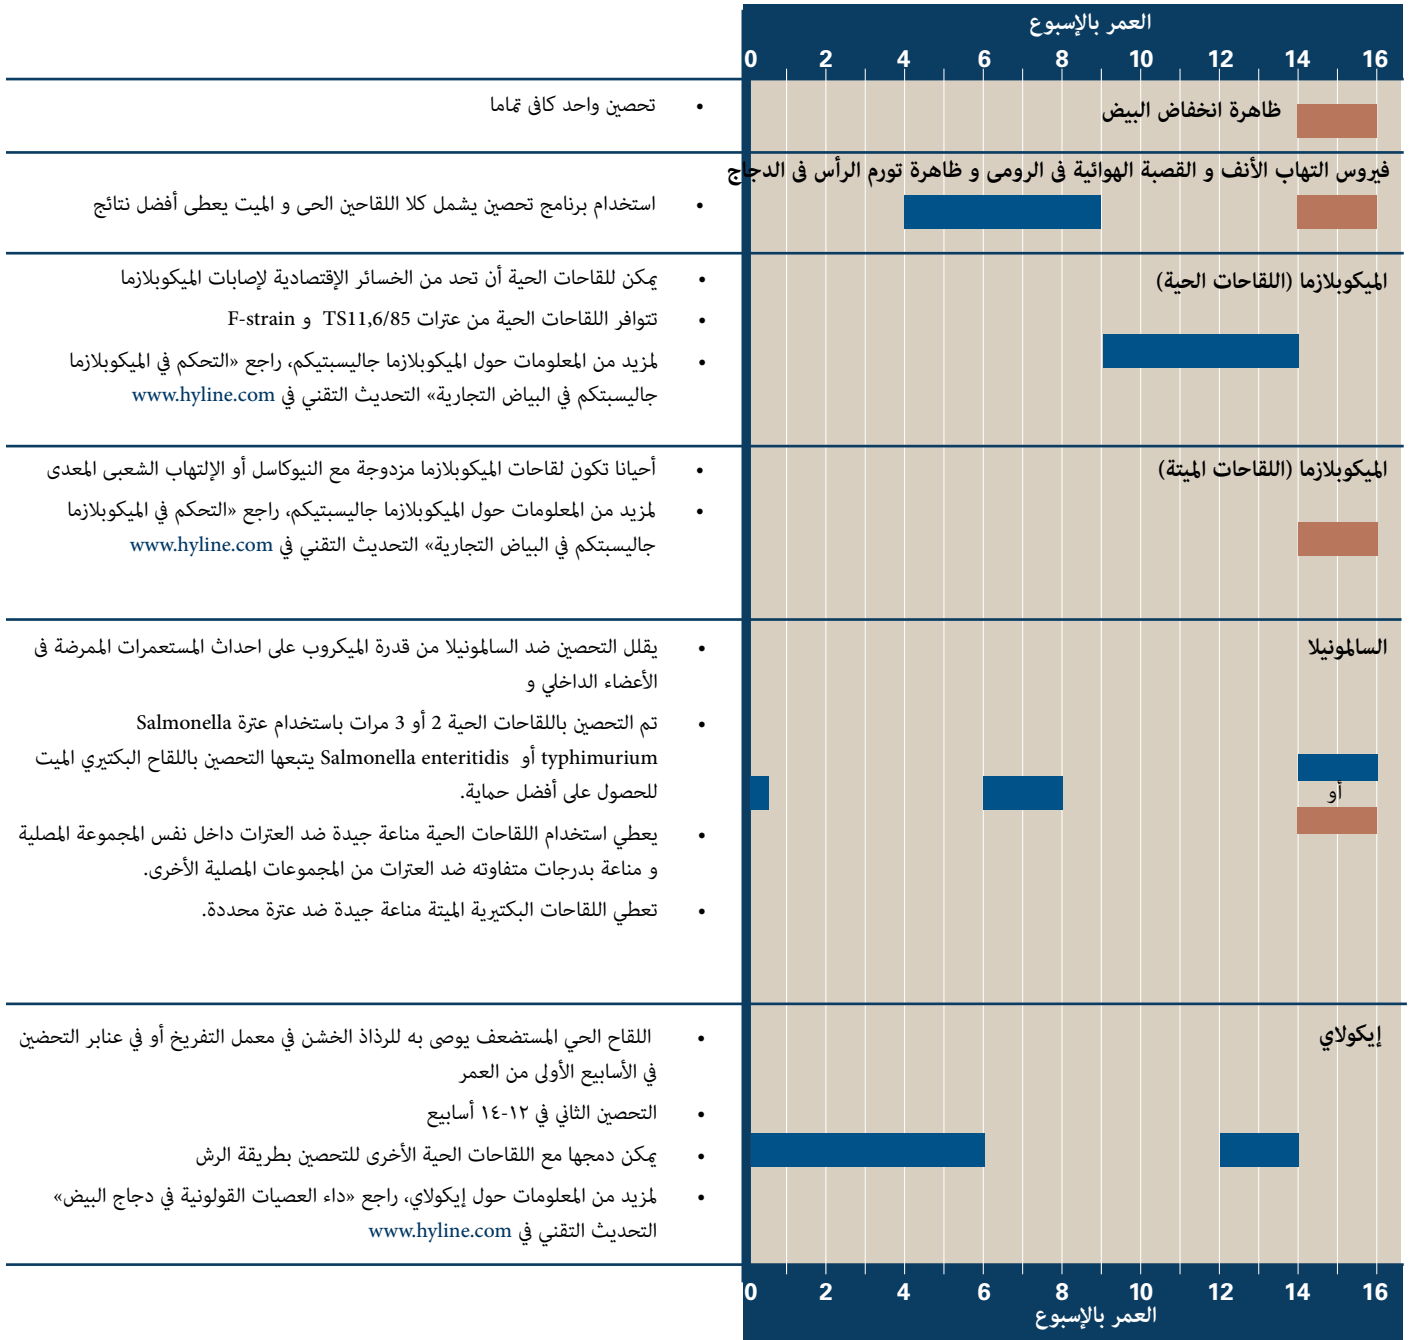 العمر بالإسبوع
0 2 4 6 8 10 12 14 16
ظاهرة انخفاض البيض
• تحصين واحد كافى تماما
فيروس التهاب الأنف و القصبة الهوائية فى الرومى و ظاهرة تورم الرأس فى الدجاج
• استخدام برنامج تحصين يشمل كلا اللقاحين الحى و الميت يعطى أفضل نتائج
الميكوبلازما (اللقاحات الحية)
• يمكن للقاحات الحية أن تحد من الخسائر الإقتصادية لإصابات الميكوبلازما
• تتوافر اللقاحات الحية من عترات TS11,6/85 و F-strain
• لمزيد من المعلومات حول الميكوبلازما جاليسبتيكم، راجع «التحكم في الميكوبلازما
جاليسبتكم في البياض التجارية» التحديث التقني في www.hyline.com
الميكوبلازما (اللقاحات الميتة)
• أحيانا تكون لقاحات الميكوبلازما مزدوجة مع النيوكاسل أو الإلتهاب الشعبى المعدى
• لمزيد من المعلومات حول الميكوبلازما جاليسبتيكم، راجع «التحكم في الميكوبلازما
جاليسبتكم في البياض التجارية» التحديث التقني في www.hyline.com
السالمونيلا
• يقلل التحصين ضد السالمونيلا من قدرة الميكروب على احداث المستعمرات الممرضة فى
الأعضاء الداخلي و
• تم التحصين باللقاحات الحية 2 أو 3 مرات باستخدام عترة Salmonella
typhimurium أو Salmonella enteritidis يتبعها التحصين باللقاح البكتيري الميت
للحصول على أفضل حماية.
أو
• يعطي استخدام اللقاحات الحية مناعة جيدة ضد العترات داخل نفس المجموعة المصلية
و مناعة بدرجات متفاوته ضد العترات من المجموعات المصلية الأخرى.
• تعطي اللقاحات البكتيرية الميتة مناعة جيدة ضد عترة محددة.
إيكولاي
• اللقاح الحي المستضعف يوصى به للرذاذ الخشن في معمل التفريخ أو في عنابر التحضين
في الأسابيع الأولى من العمر
• التحصين الثاني في ١٢-١٤ أسابيع
• يمكن دمجها مع اللقاحات الحية الأخرى للتحصين بطريقة الرش
• لمزيد من المعلومات حول إيكولاي، راجع «داء العصيات القولونية في دجاج البيض»
التحديث التقني في www.hyline.com
0 2 4 6 8 10 12 14 16
العمر بالإسبوع